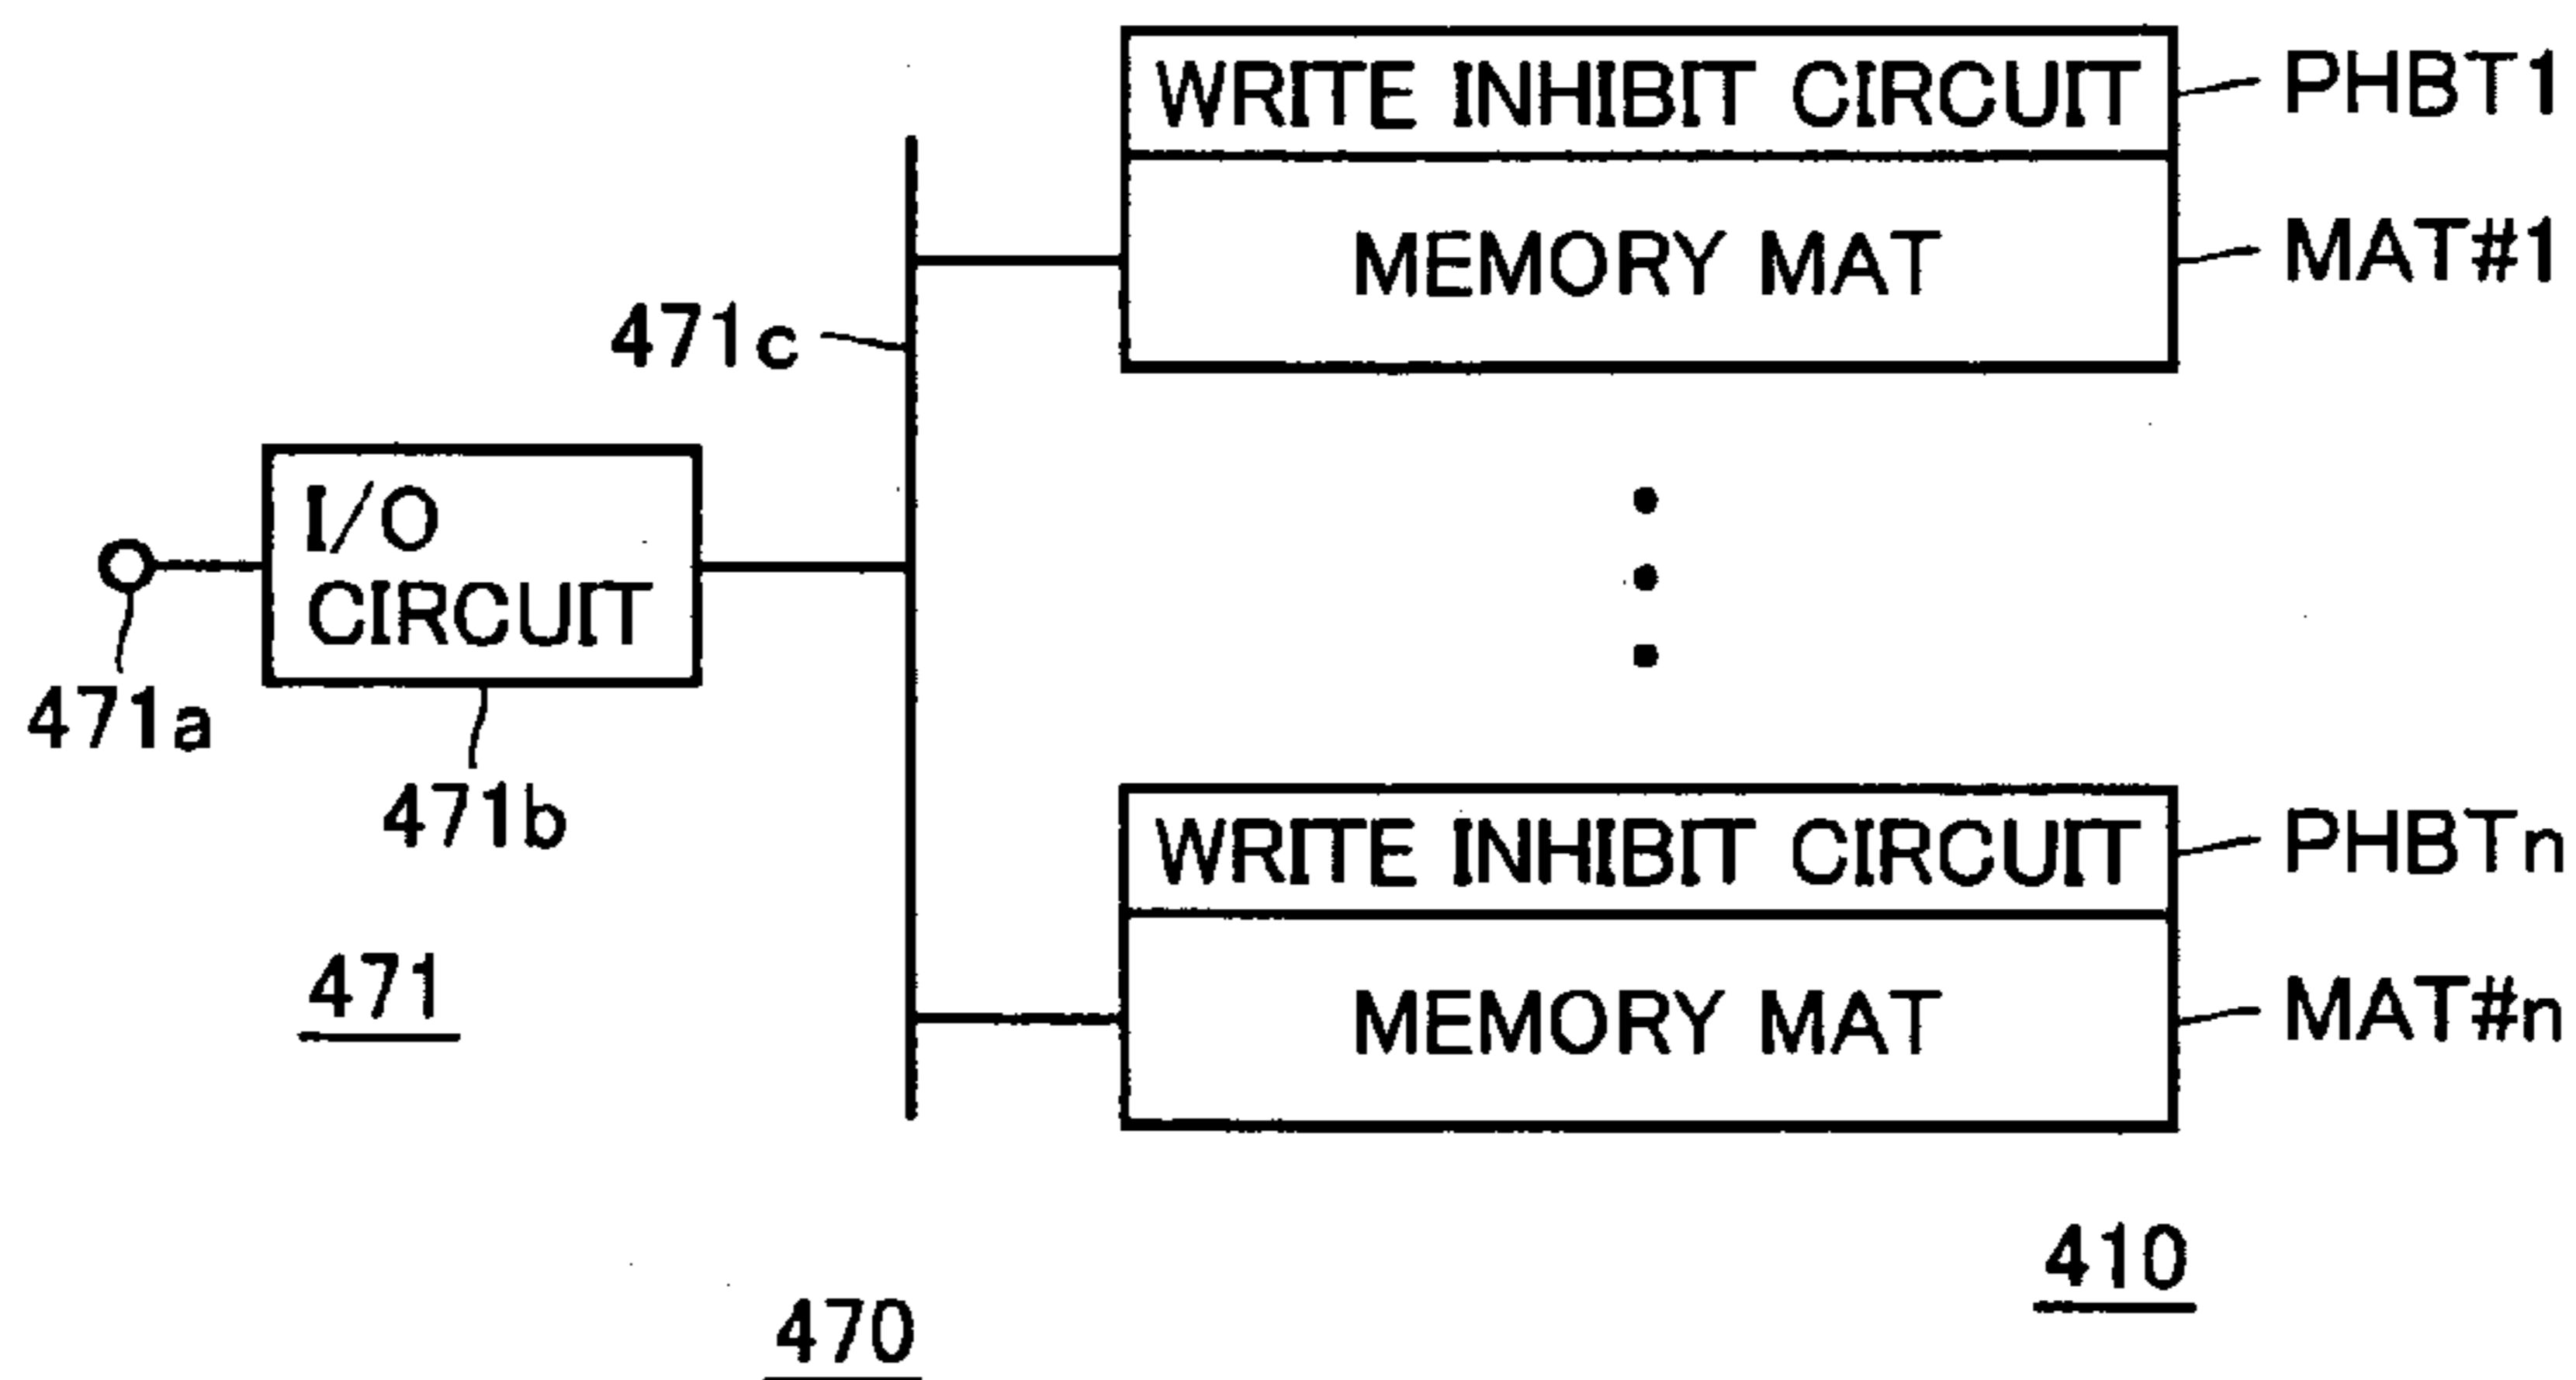 WRITE INHIBIT CIRCUIT
PHBT1
MEMORY MAT
MAT#1
471c
I/O
CIRCUIT
471a
471b
WRITE INHIBIT CIRCUIT
PHBTn
MEMORY MAT
MAT#n
471
410
470